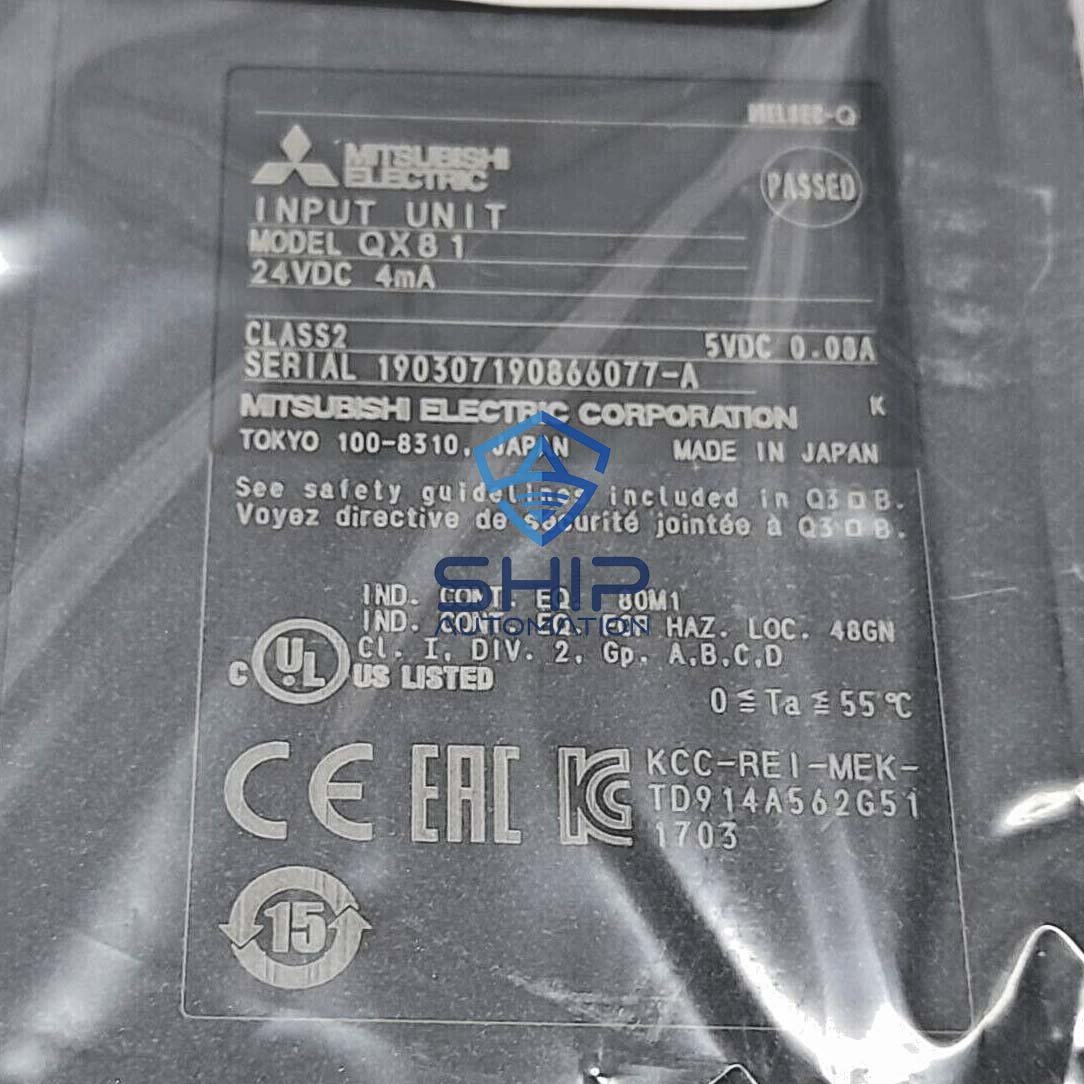 MELSEC-Q
MITSUBISHI
ELECTRIC
PASSED
INPUT UNIT
MODEL QX81
24VDC 4mA
CLASS2 5VDC 0.08A
SERIAL 190307190866077-A
MITSUBISHI ELECTRIC CORPORATION K
TOKYO 100-8310, JAPAN MADE IN JAPAN
See safety guidelines included in Q3□B.
Voyez directive de sécurité jointée à Q3□B.
SHIP
AUTOMATION
IND. CONT. EQ. 80M1
IND. CONT. EQ. FOR HAZ. LOC. 48GN
Cl. I, DIV. 2, Gp. A,B,C,D
C UL US LISTED
0≦Ta≦55℃
CE EAC KC KCC-REI-MEK-
TD914A562G51
1703
15